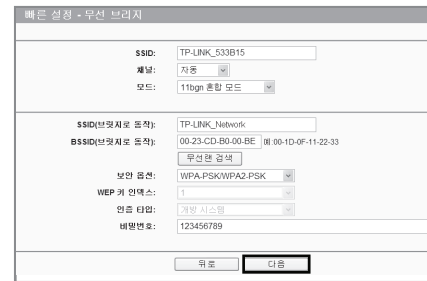 빠른 설정 - 무선 브리지
SSID: TP-LINK_533B15
채널: 자동
모드: 11bgn 혼합 모드
SSID(브릿지로 동작): TP-LINK_Network
BSSID(브릿지로 동작): 00-23-CD-B0-00-BE 예:00-1D-0F-11-22-33
무선랜 검색
보안 옵션: WPA-PSK/WPA2-PSK
WEP 키 인덱스: 1
인증 타입: 개방 시스템
비밀번호: 123456789
뒤로 다음